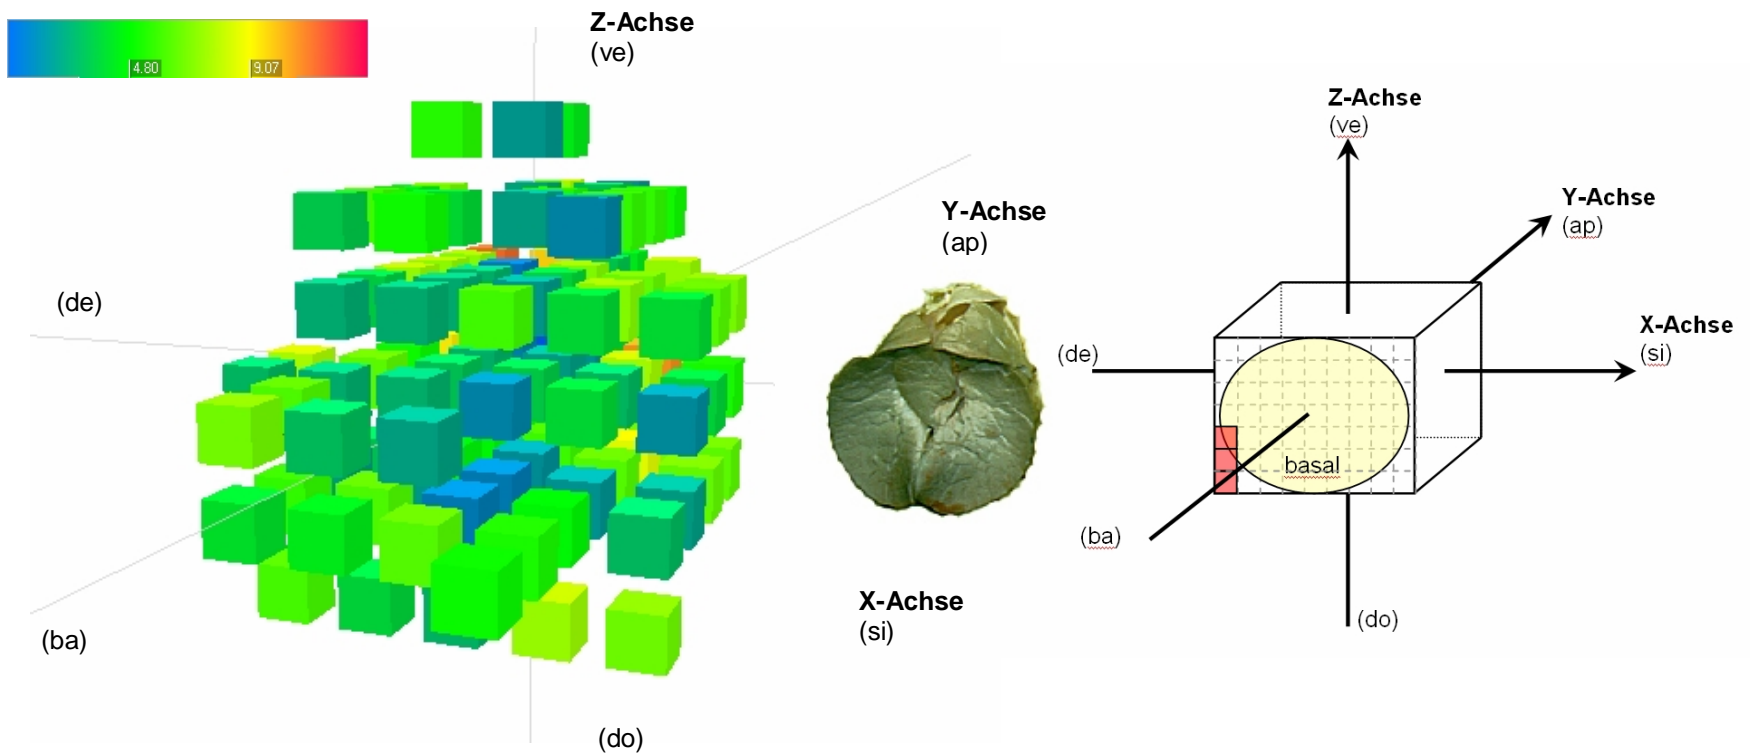 4.80
9.07
Z-Achse
(ve)
Y-Achse
(ap)
(de)
(ba)
X-Achse
(si)
(do)
Z-Achse
(ve)
Y-Achse
(ap)
X-Achse
(si)
(de)
basal
(ba)
(do)